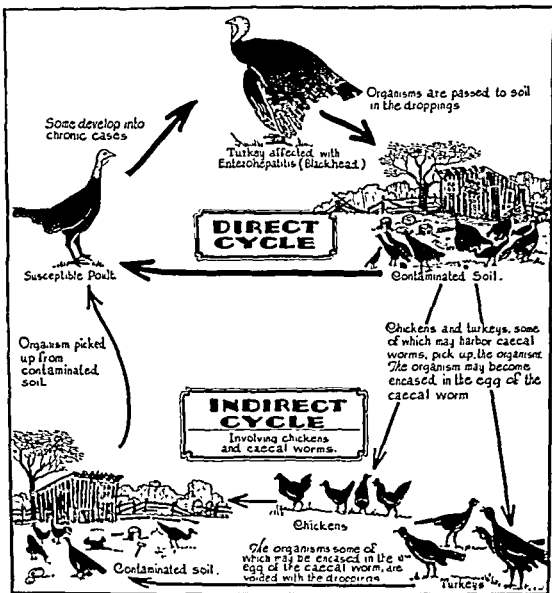 Organisms are passed to soil
in the droppings
Some develop into
chronic cases
Turkey affected with
Enterohepatitis (Blackhead)
DIRECT
CYCLE
Susceptible Poult
Contaminated Soil.
Chickens and turkeys, some
of which may harbor caecal
worms, pick up, the organism.
The organism may become
encased in the egg of the
caecal worm
Organism picked
up from
contaminated
soil
INDIRECT
CYCLE
Involving chickens
and caecal worms.
Chickens
The organisms some of
which may be encased in the
egg of the caecal worm, are
voided with the droppings
Contaminated soil.
Turkeys